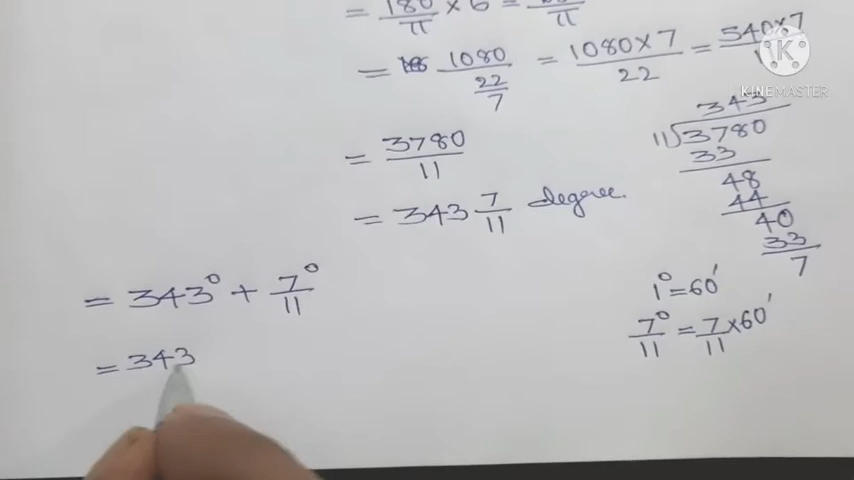 = 180/π × 6 =
= 1080/(22/7) = 1080×7/22 = 540×7
KINEMASTER
= 3780/11
343
11)3780
33
48
44
40
33
7
= 343 7/11 degree.
= 343° + 7°/11
1° = 60'
7°/11 = 7/11 × 60'
= 343